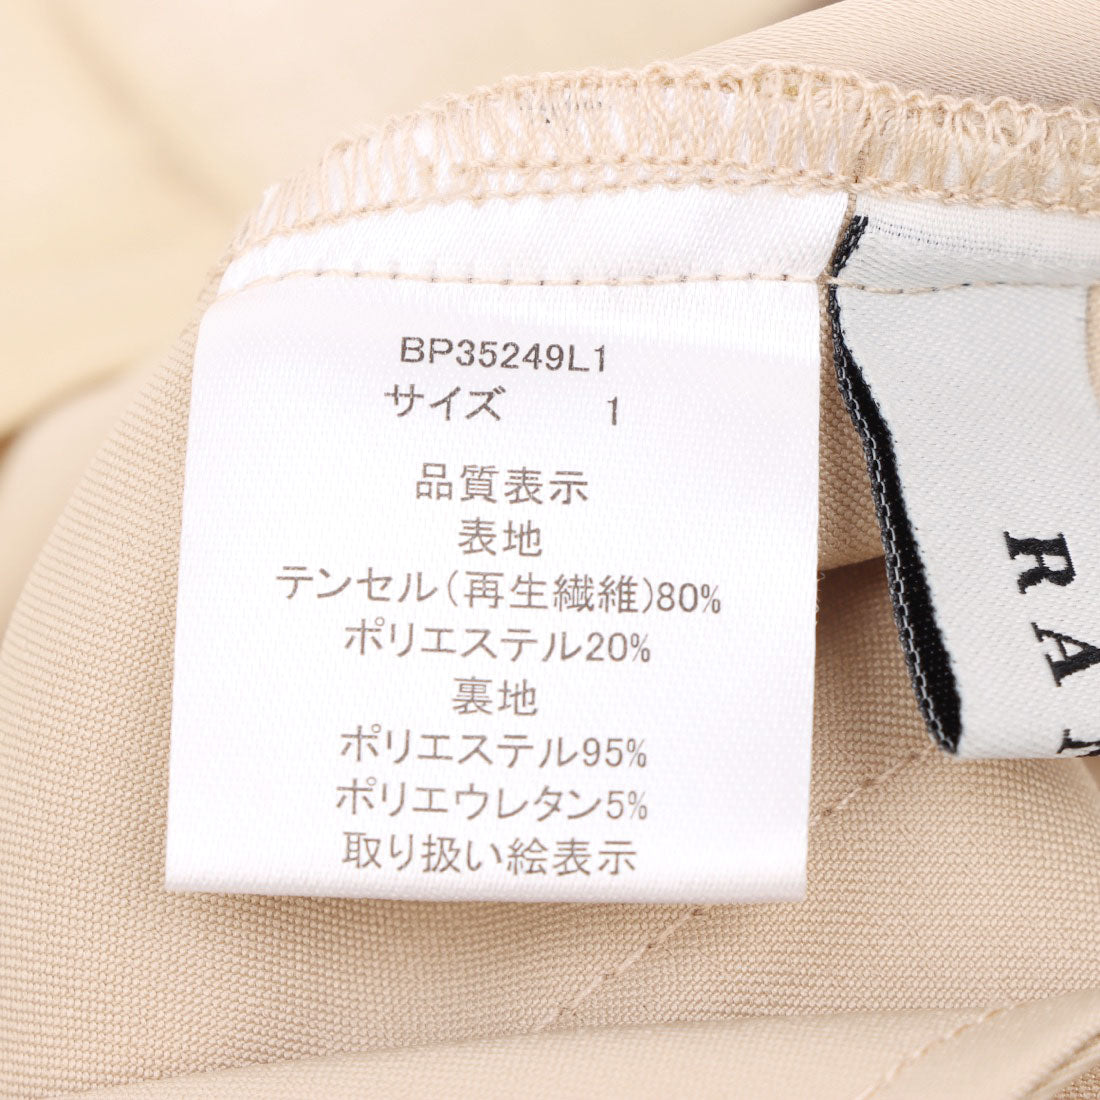 BP35249L1
サイズ 1
品質表示
表地
テンセル(再生繊維)80%
ポリエステル20%
裏地
ポリエステル95%
ポリエウレタン5%
取り扱い絵表示
RA